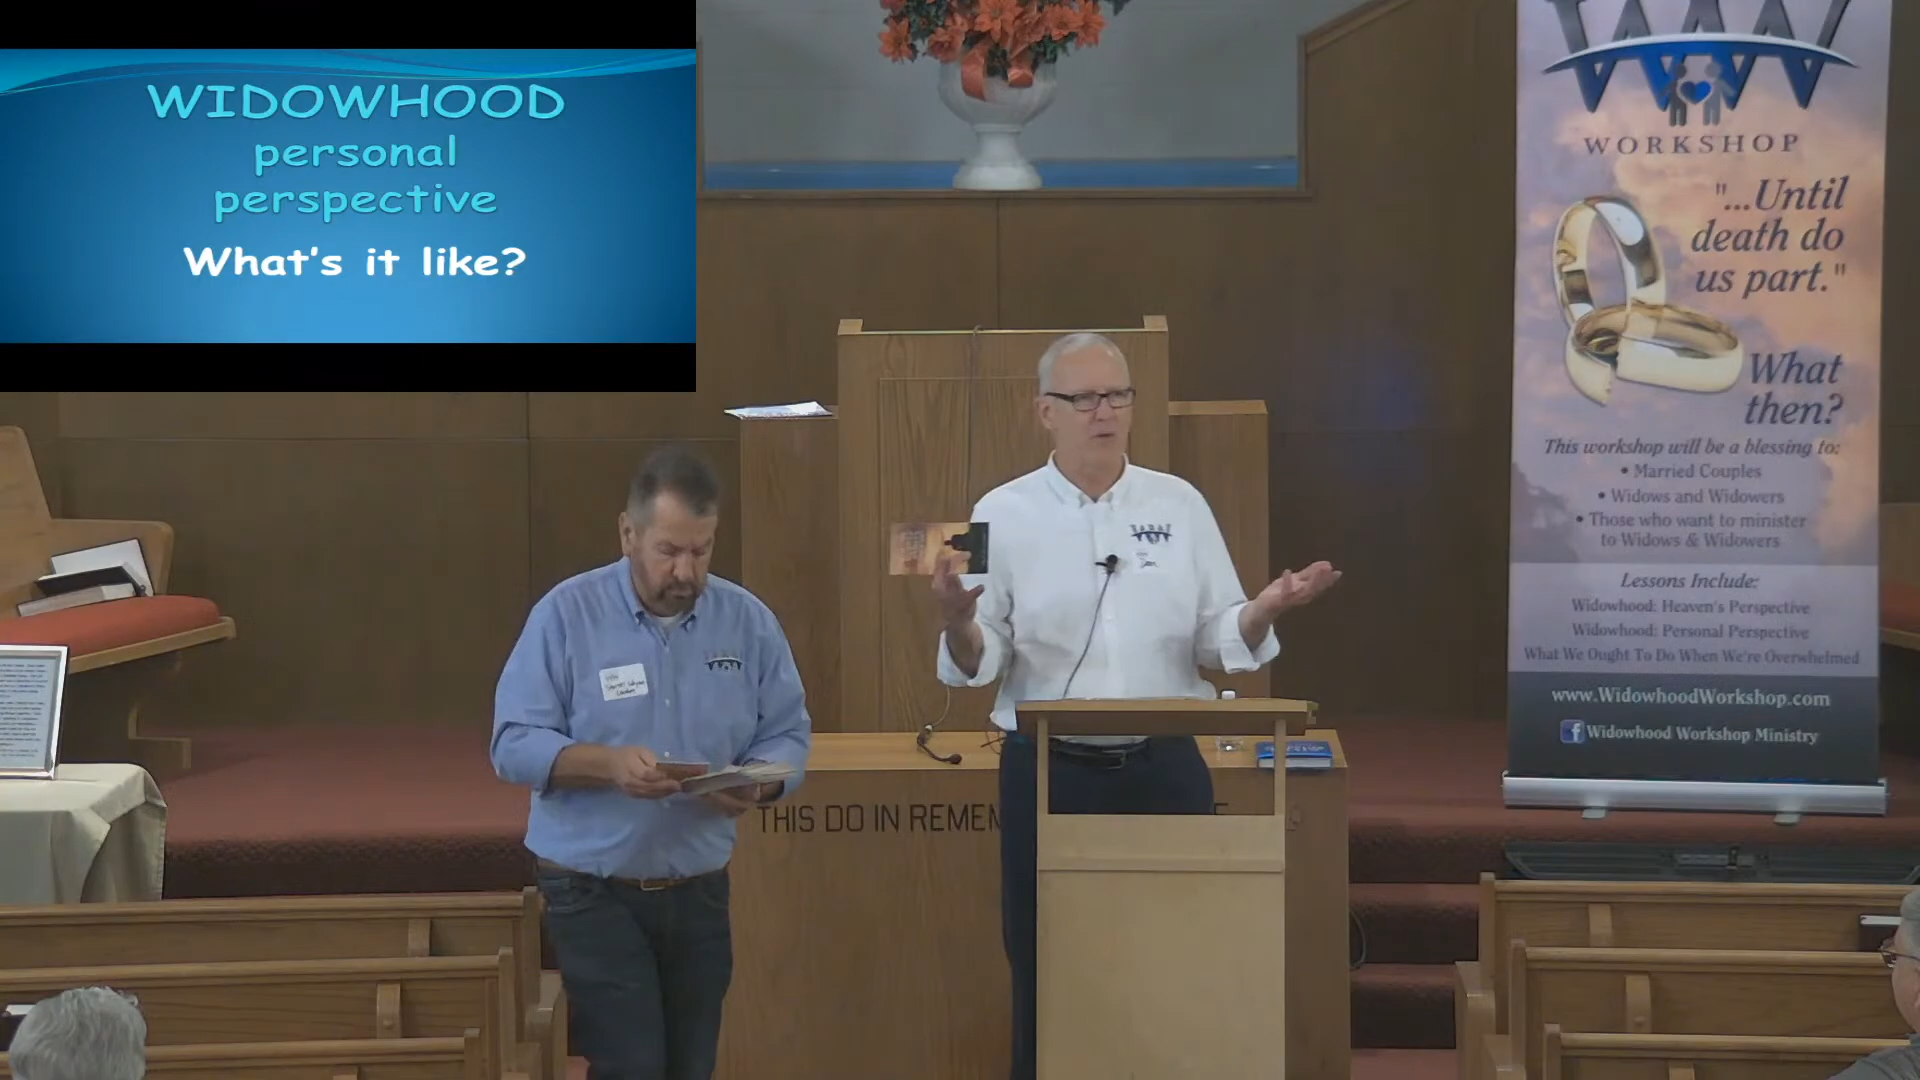 WIDOWHOOD
personal
perspective
What's it like?
WW
WORKSHOP
"...Until
death do
us part."
What
then?
This workshop will be a blessing to:
• Married Couples
• Widows and Widowers
• Those who want to minister
to Widows & Widowers
Lessons Include:
Widowhood: Heaven's Perspective
Widowhood: Personal Perspective
What We Ought To Do When We're Overwhelmed
www.WidowhoodWorkshop.com
f Widowhood Workshop Ministry
Dean
THIS DO IN REMEM
E